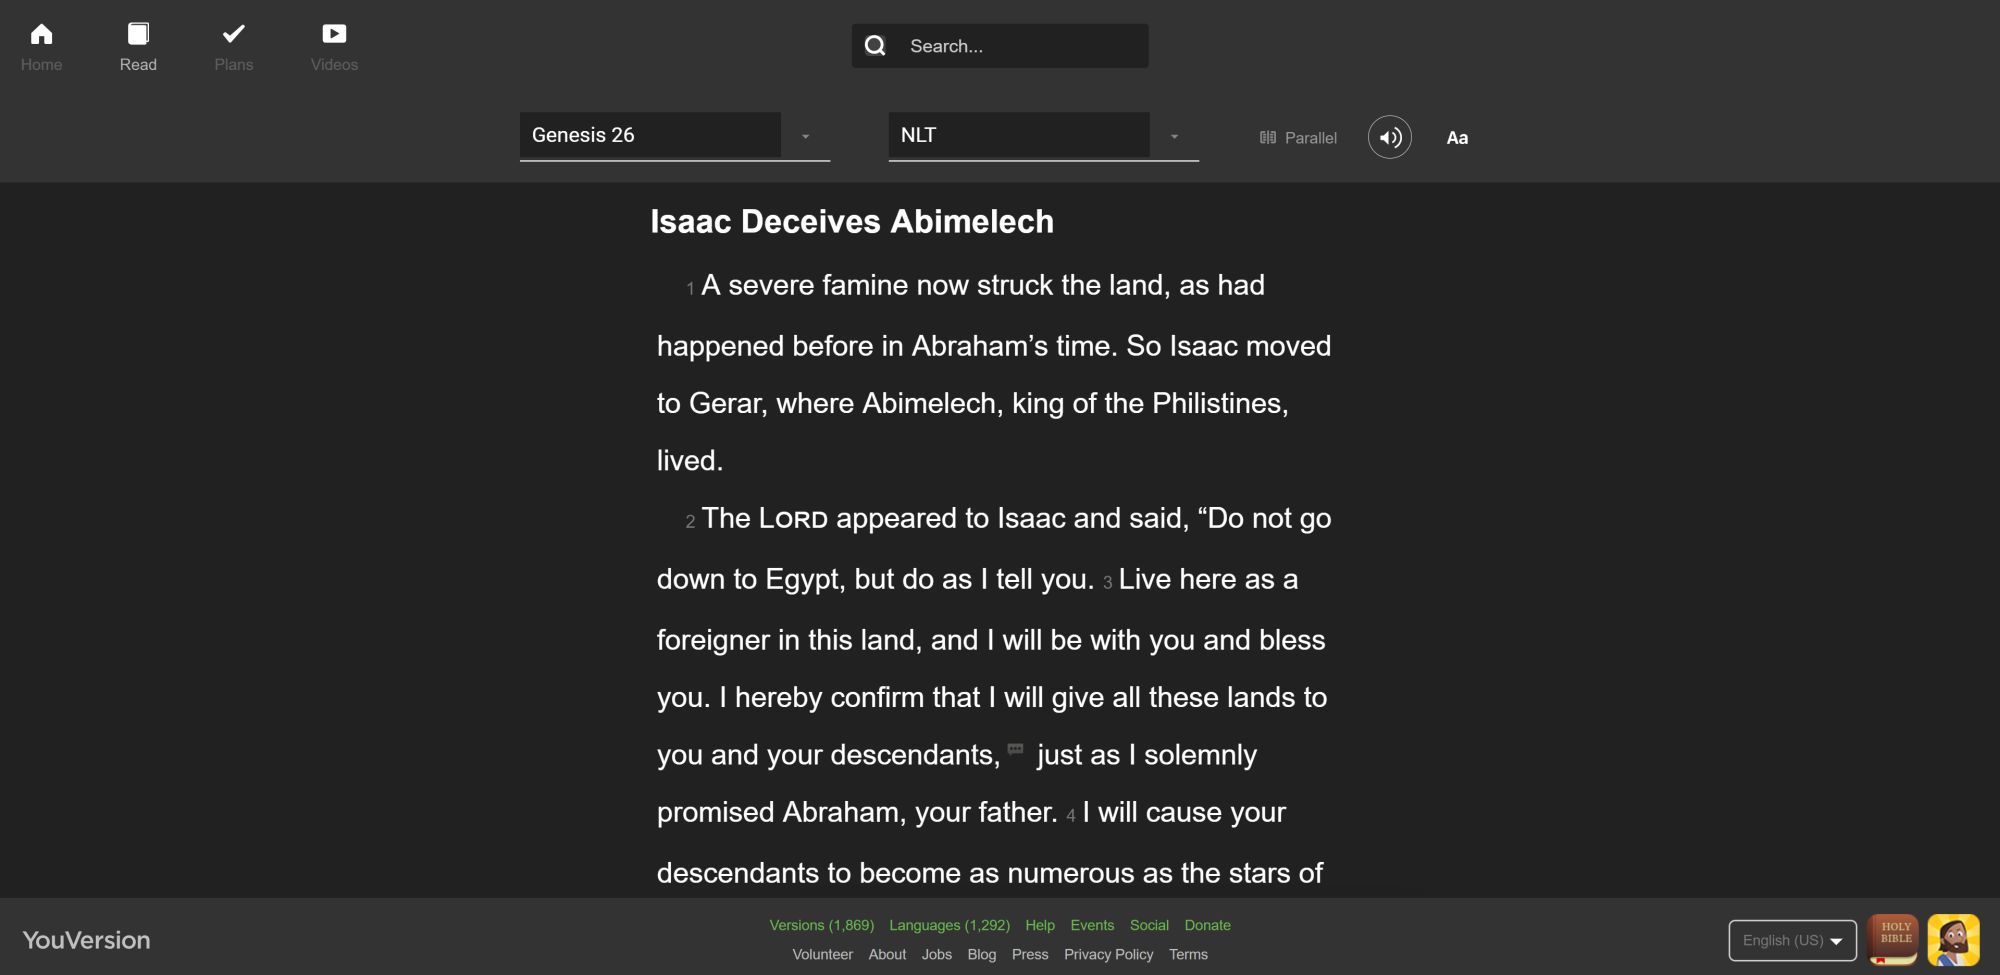 Home Read Plans Videos
Search...
Genesis 26 NLT Parallel Aa
Isaac Deceives Abimelech
1 A severe famine now struck the land, as had
happened before in Abraham’s time. So Isaac moved
to Gerar, where Abimelech, king of the Philistines,
lived.
2 The LORD appeared to Isaac and said, “Do not go
down to Egypt, but do as I tell you. 3 Live here as a
foreigner in this land, and I will be with you and bless
you. I hereby confirm that I will give all these lands to
you and your descendants, just as I solemnly
promised Abraham, your father. 4 I will cause your
descendants to become as numerous as the stars of
YouVersion
Versions (1,869) Languages (1,292) Help Events Social Donate
Volunteer About Jobs Blog Press Privacy Policy Terms
English (US)
HOLY
BIBLE